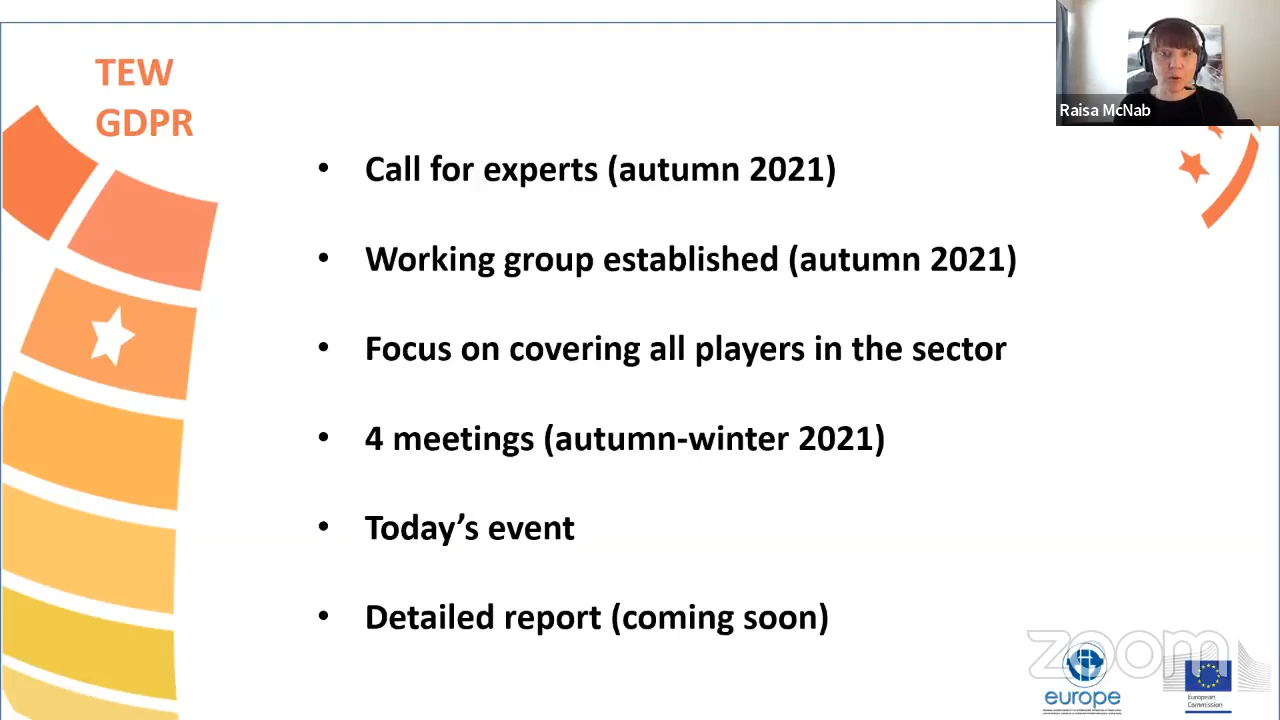 TEW
GDPR
Raisa McNab
• Call for experts (autumn 2021)
• Working group established (autumn 2021)
• Focus on covering all players in the sector
• 4 meetings (autumn-winter 2021)
• Today’s event
• Detailed report (coming soon)
zoom
europe
European
Commission